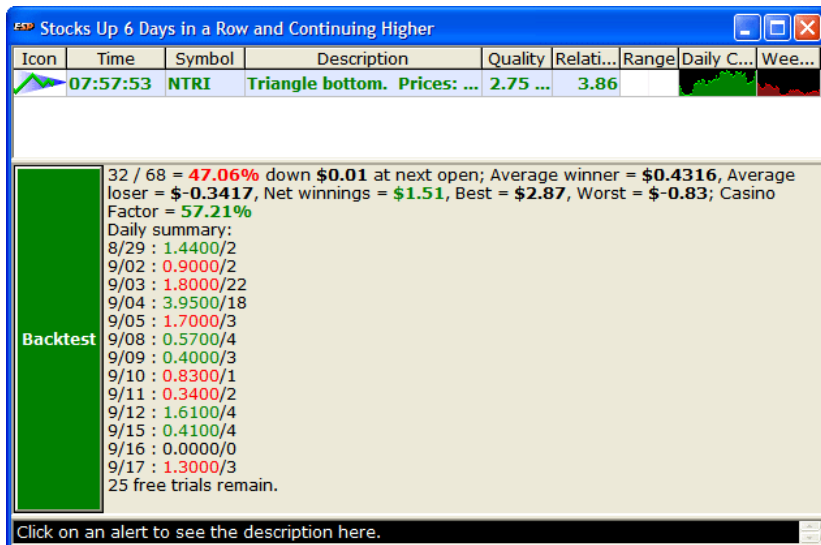 ESP Stocks Up 6 Days in a Row and Continuing Higher
Icon Time Symbol Description Quality Relati... Range Daily C... Wee...
07:57:53 NTRI Triangle bottom. Prices: ... 2.75 ... 3.86
32 / 68 = 47.06% down $0.01 at next open; Average winner = $0.4316, Average
loser = $-0.3417, Net winnings = $1.51, Best = $2.87, Worst = $-0.83; Casino
Factor = 57.21%
Daily summary:
8/29 : 1.4400/2
9/02 : 0.9000/2
9/03 : 1.8000/22
9/04 : 3.9500/18
9/05 : 1.7000/3
9/08 : 0.5700/4
Backtest 9/09 : 0.4000/3
9/10 : 0.8300/1
9/11 : 0.3400/2
9/12 : 1.6100/4
9/15 : 0.4100/4
9/16 : 0.0000/0
9/17 : 1.3000/3
25 free trials remain.
Click on an alert to see the description here.